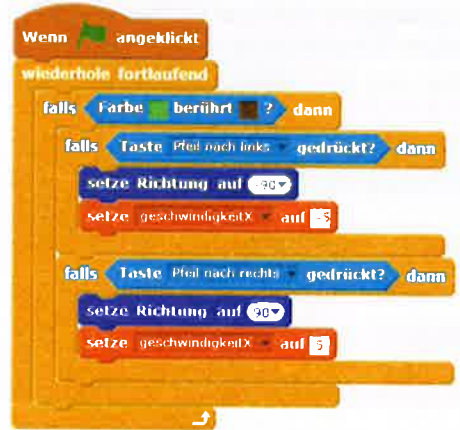 Wenn angeklickt
wiederhole fortlaufend
falls Farbe berührt ? dann
falls Taste Pfeil nach links gedrückt? dann
setze Richtung auf -90
setze geschwindigkeitX auf -5
falls Taste Pfeil nach rechts gedrückt? dann
setze Richtung auf 90
setze geschwindigkeitX auf 5